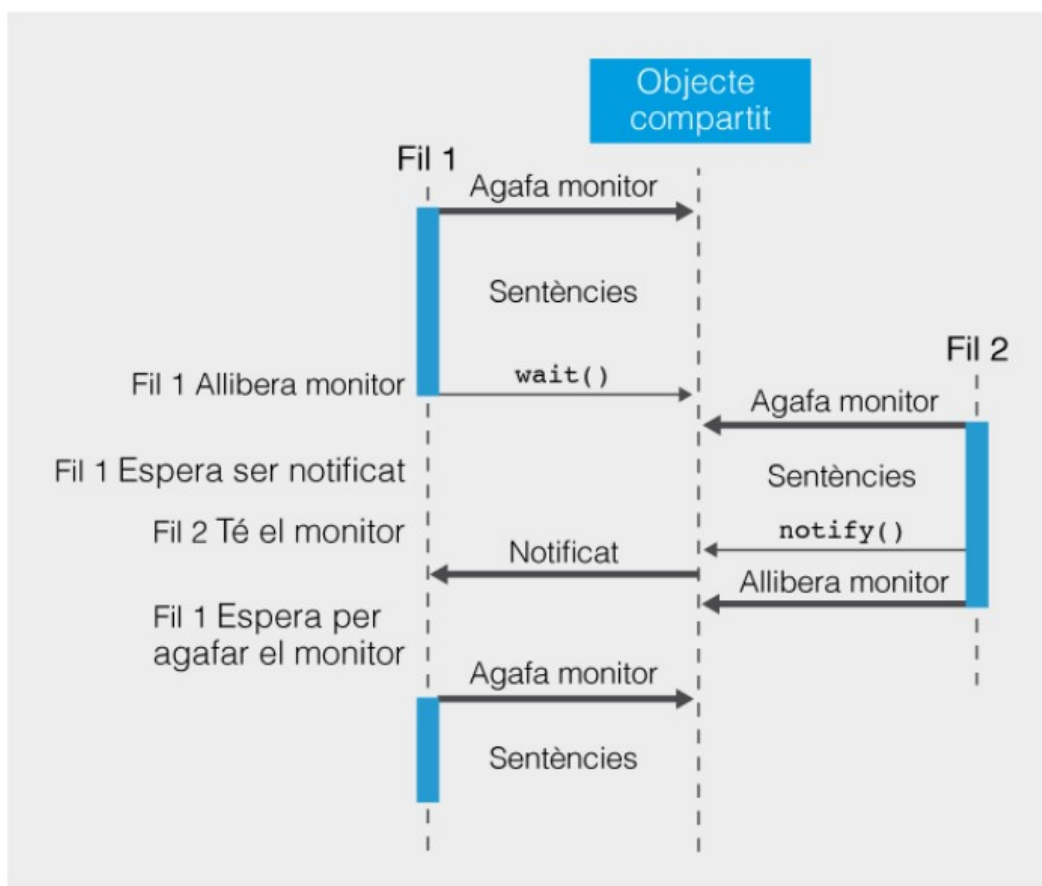 Objecte
compartit
Fil 1
Agafa monitor
Sentències
Fil 2
Fil 1 Allibera monitor
wait()
Agafa monitor
Fil 1 Espera ser notificat
Sentències
Fil 2 Té el monitor
notify()
Notificat
Allibera monitor
Fil 1 Espera per
agafar el monitor
Agafa monitor
Sentències